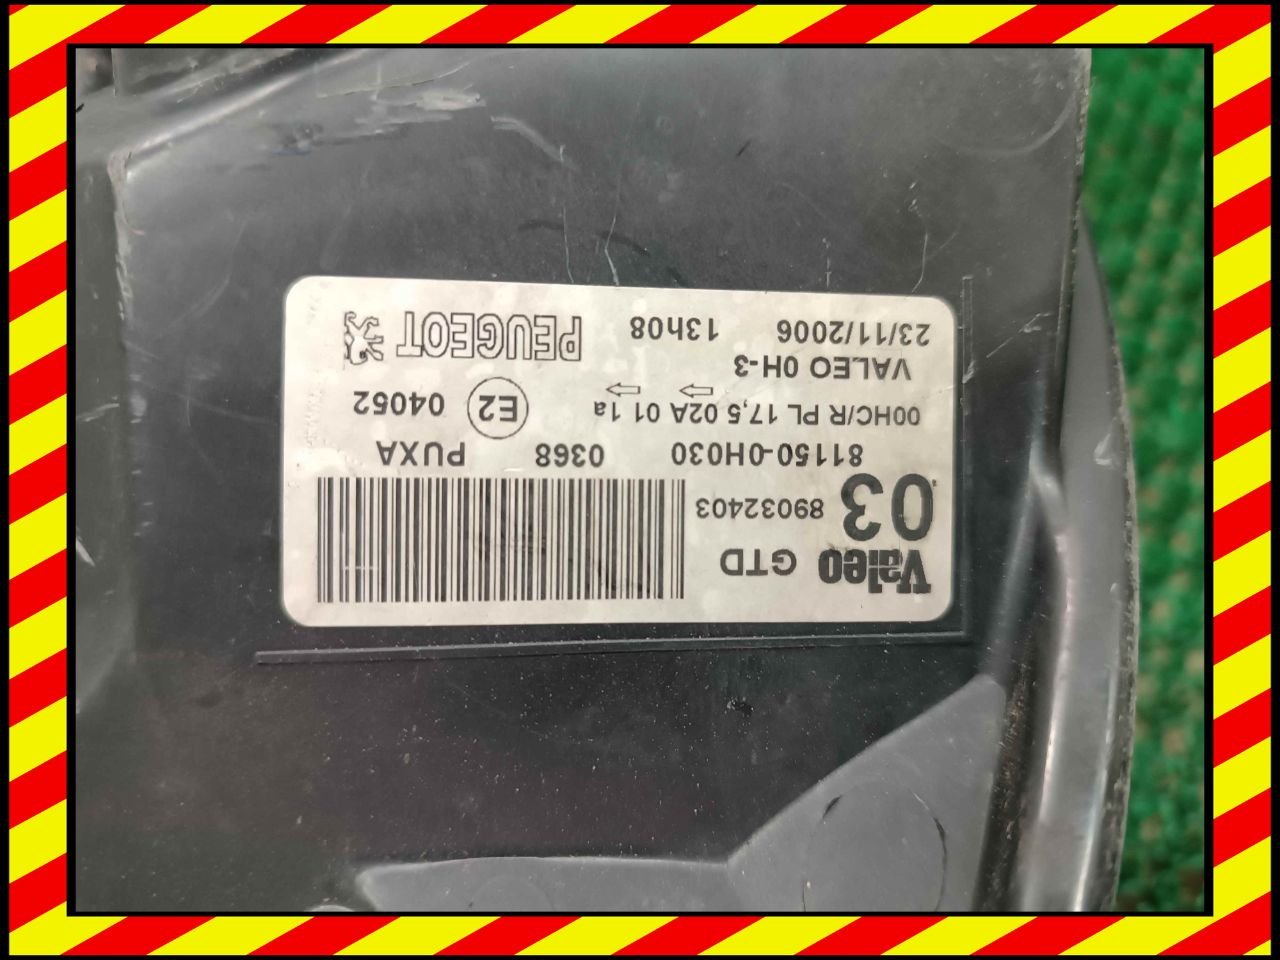 Valeo GTD
03 89032403
81150-0H030 0368 PUXA
00HC/R PL 17,5 02A 01 1a E2 04052
VALEO 0H-3
23/11/2006 13h08 PEUGEOT